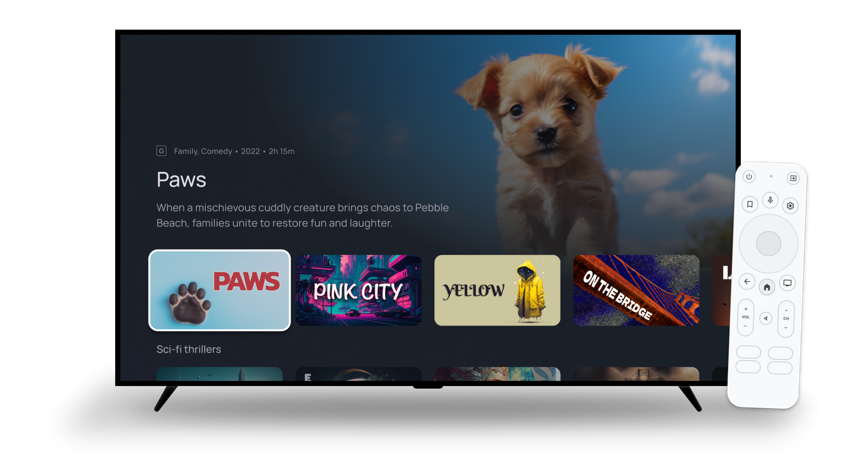 G Family, Comedy • 2022 • 2h 15m
Paws
When a mischievous cuddly creature brings chaos to Pebble
Beach, families unite to restore fun and laughter.
PAWS
PINK CITY
YELLOW
ON THE BRIDGE
Sci-fi thrillers
E
VOL
CH